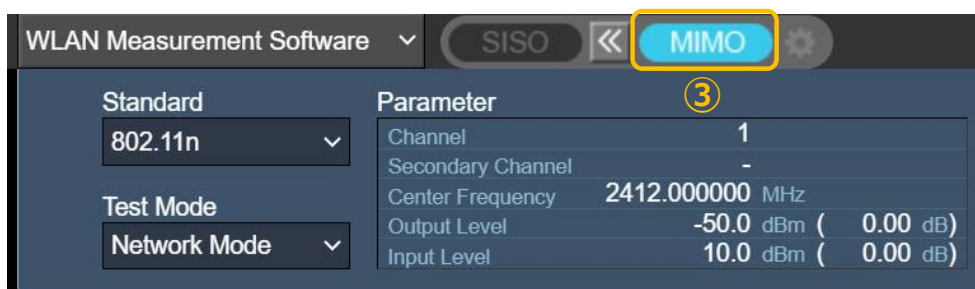 WLAN Measurement Software SISO MIMO
③
Standard
802.11n
Test Mode
Network Mode
Parameter
Channel 1
Secondary Channel -
Center Frequency 2412.000000 MHz
Output Level -50.0 dBm ( 0.00 dB)
Input Level 10.0 dBm ( 0.00 dB)